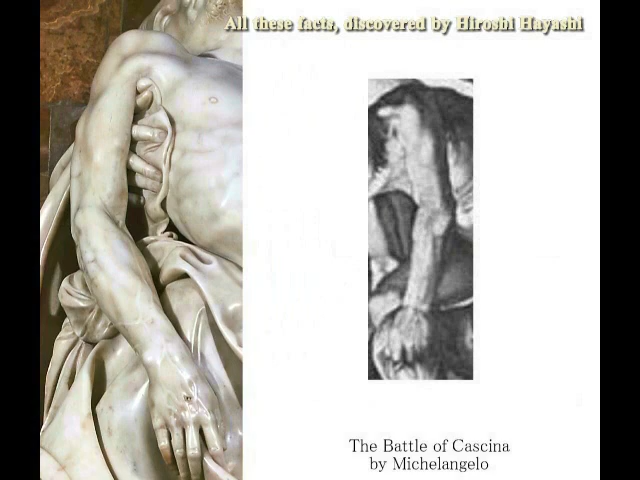 All these facts, discovered by Hiroshi Hayashi
The Battle of Cascina
by Michelangelo